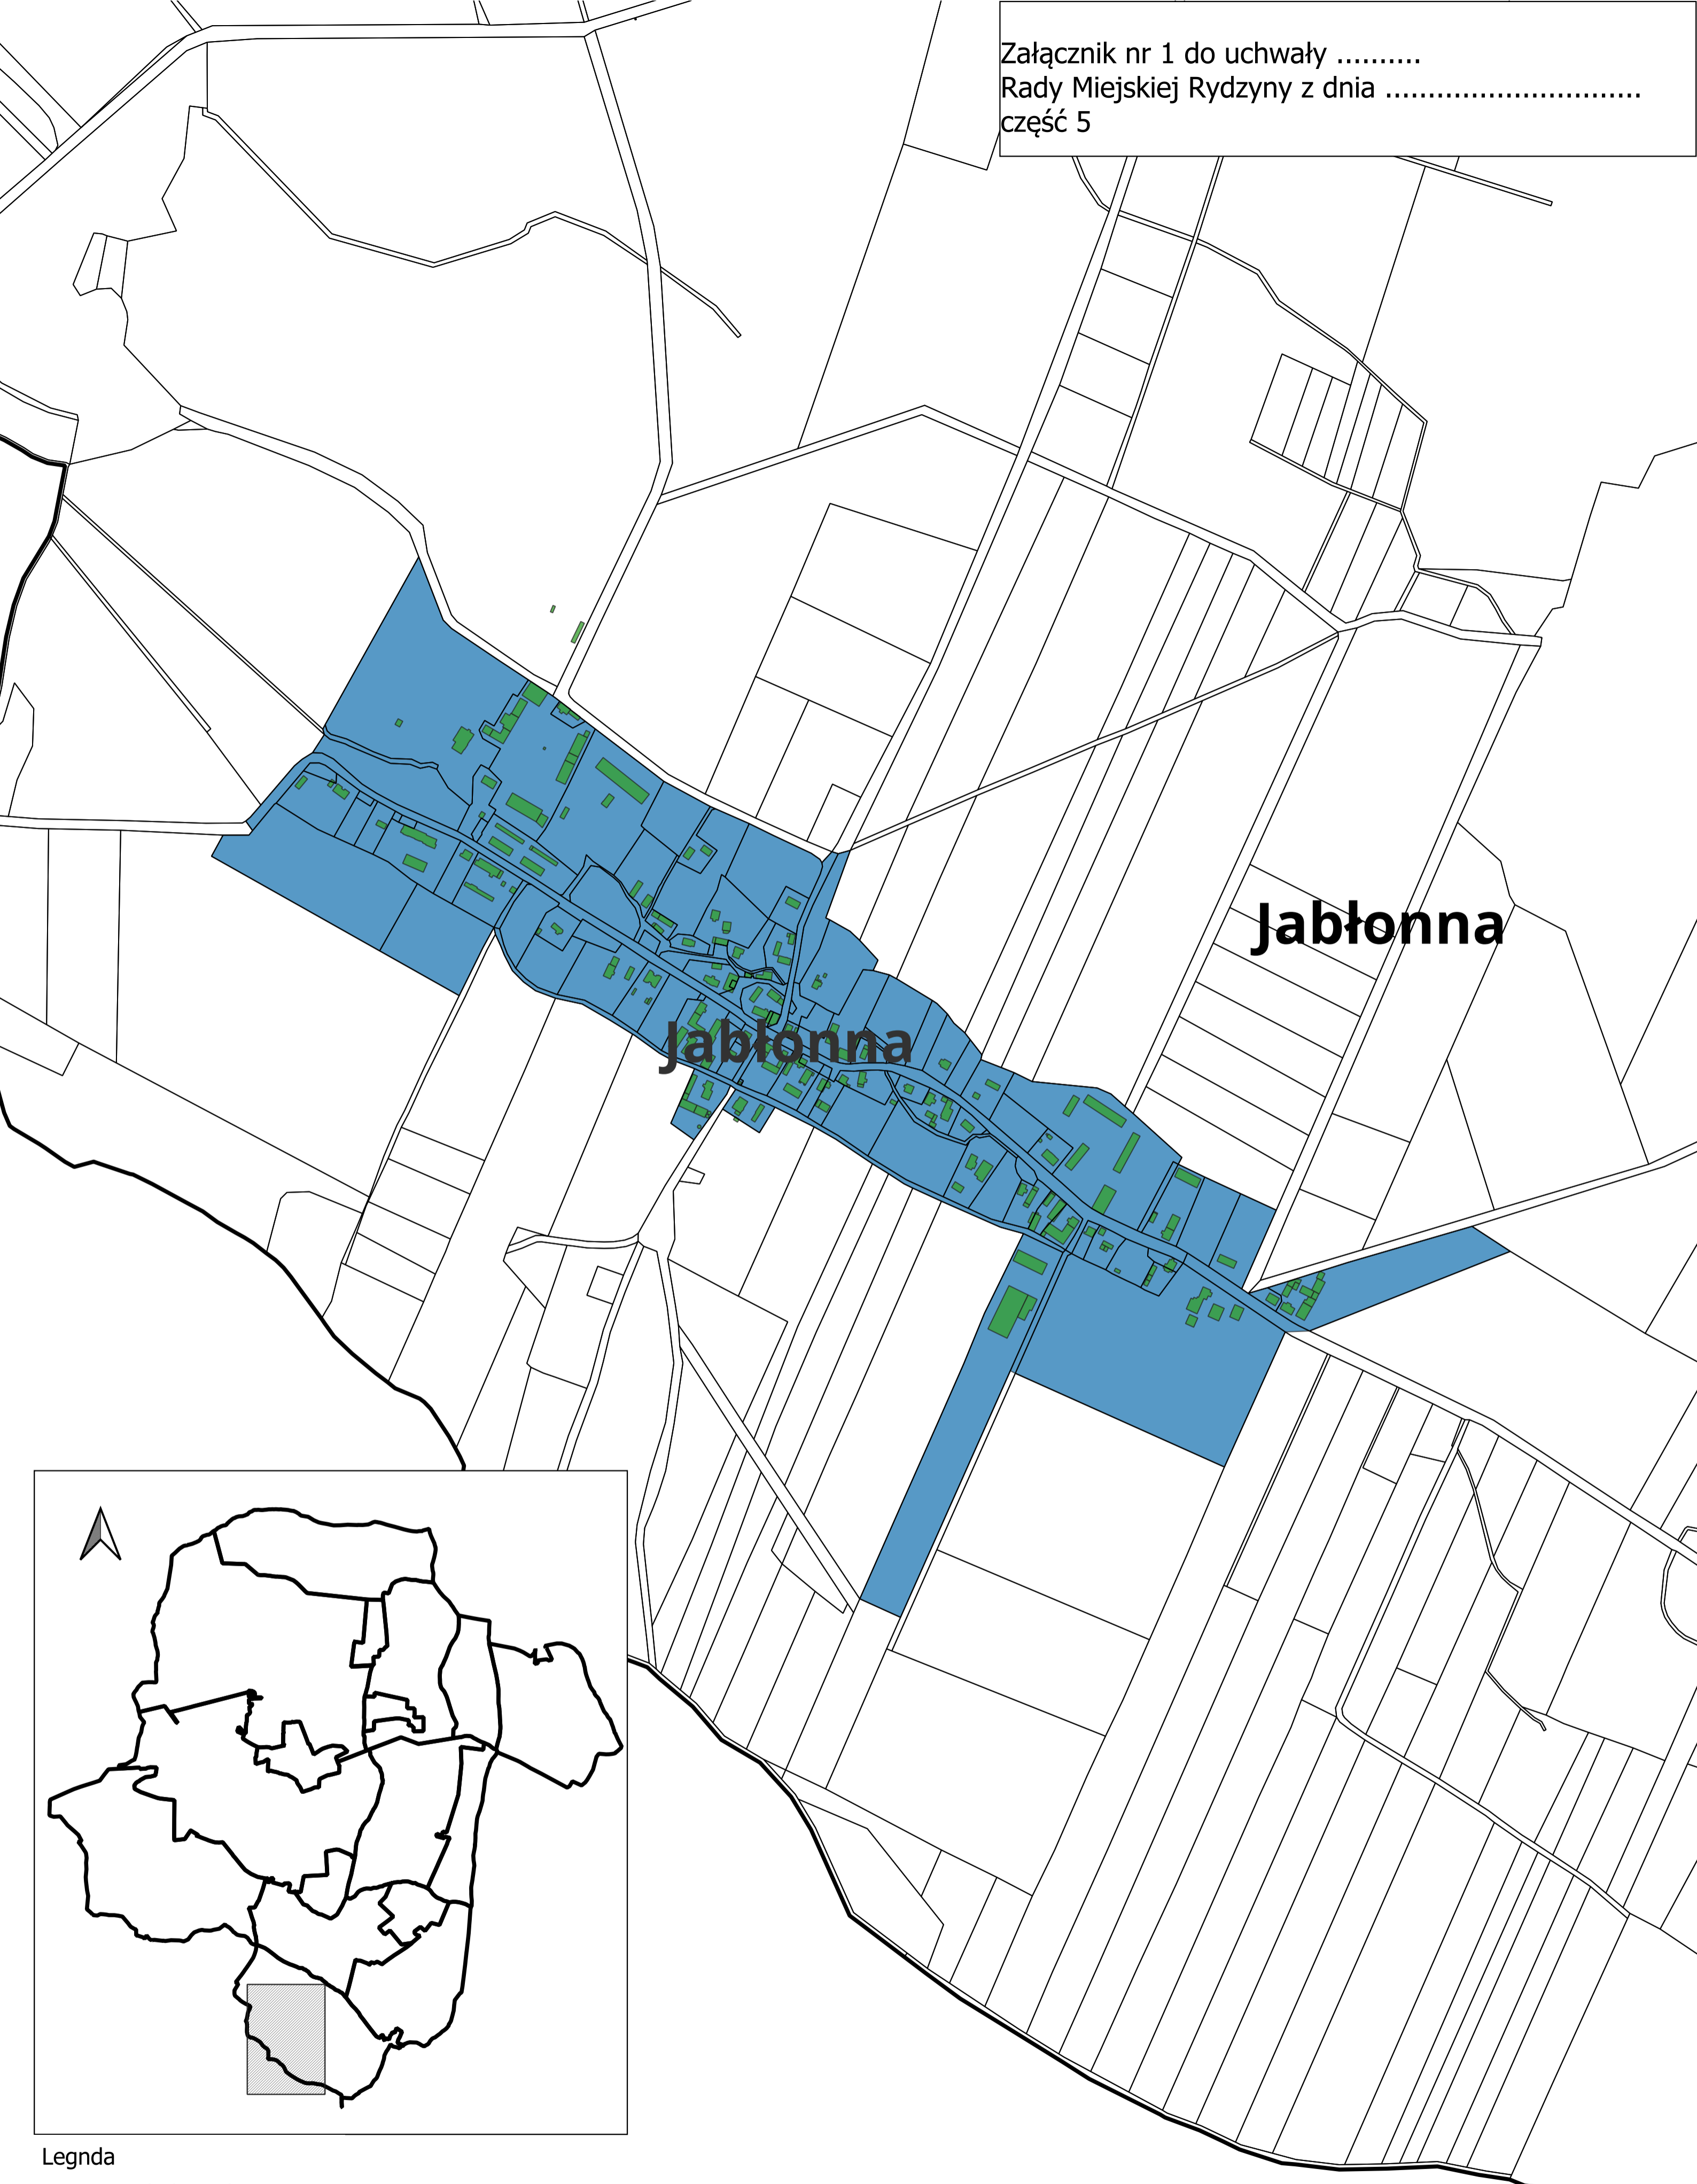 Załącznik nr 1 do uchwały ..........
Rady Miejskiej Rydzyny z dnia ..............................
część 5
Jabłonna
Jabłonna
Legnda